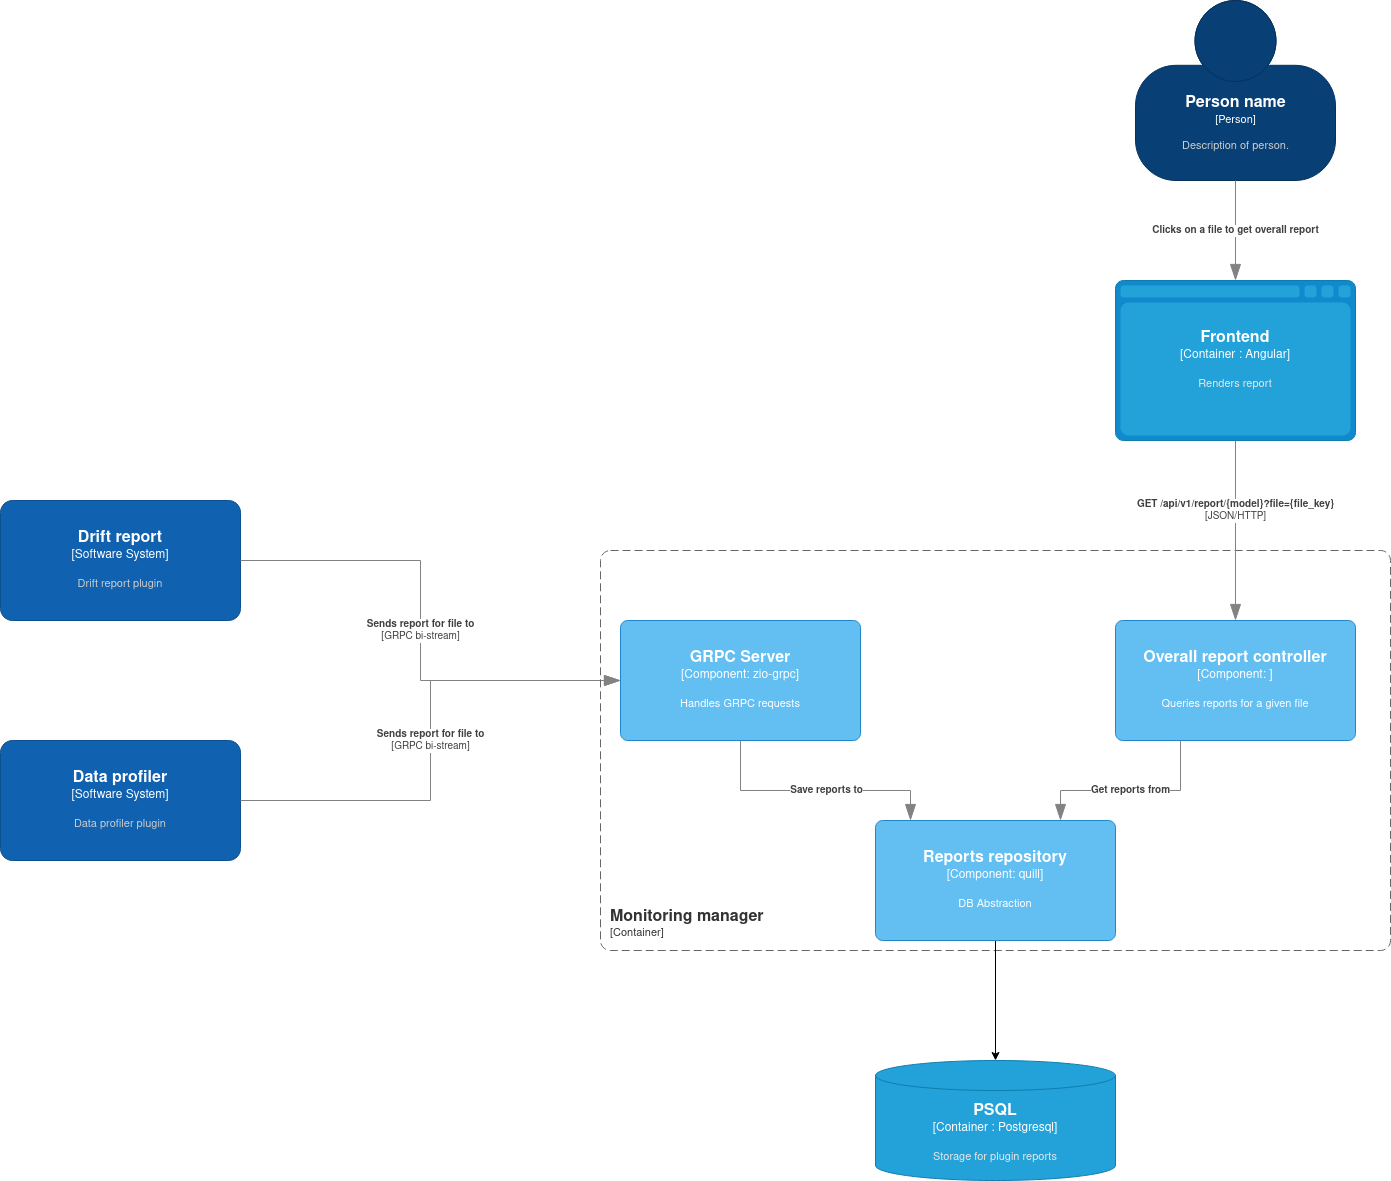 Person name
[Person]
Description of person.
Clicks on a file to get overall report
Frontend
[Container : Angular]
Renders report
GET /api/v1/report/{model}?file={file_key}
[JSON/HTTP]
Drift report
[Software System]
Drift report plugin
Sends report for file to
[GRPC bi-stream]
GRPC Server
[Component: zio-grpc]
Handles GRPC requests
Overall report controller
[Component: ]
Queries reports for a given file
Sends report for file to
[GRPC bi-stream]
Data profiler
[Software System]
Data profiler plugin
Save reports to
Get reports from
Reports repository
[Component: quill]
DB Abstraction
Monitoring manager
[Container]
PSQL
[Container : Postgresql]
Storage for plugin reports